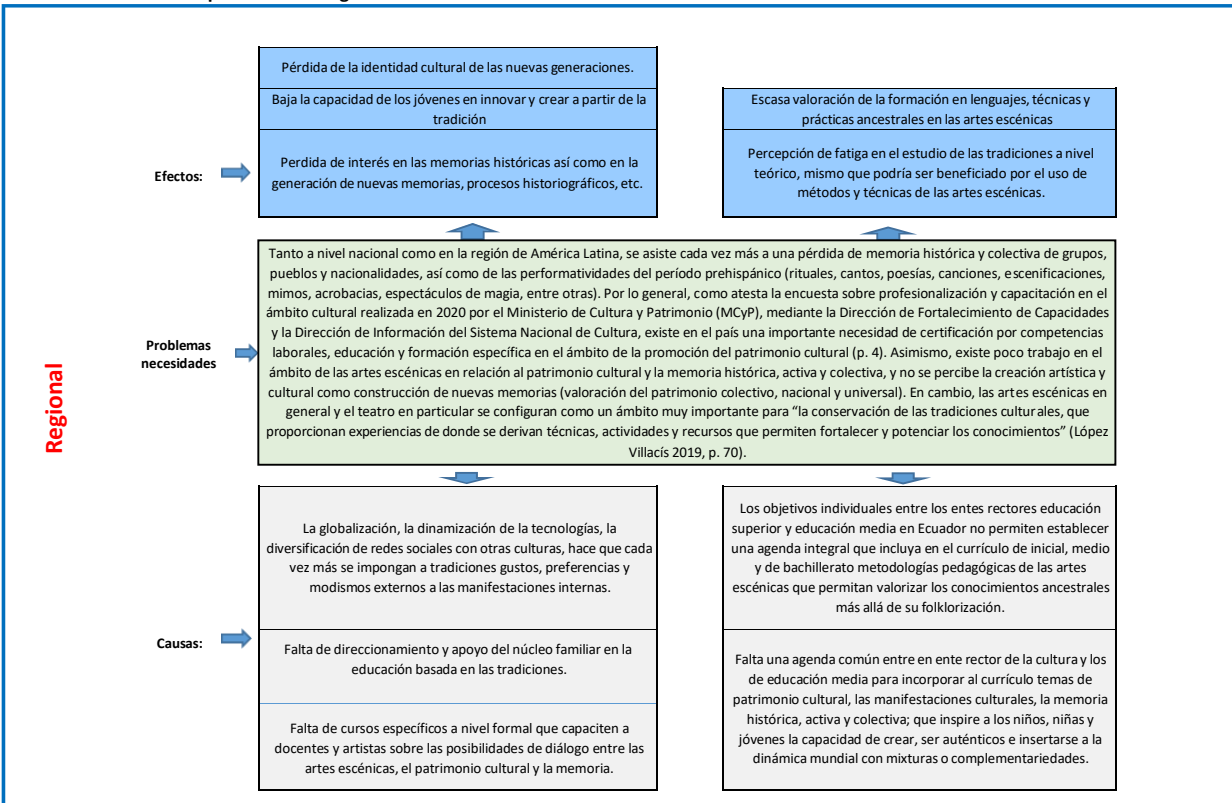 Pérdida de la identidad cultural de las nuevas generaciones.
Baja la capacidad de los jóvenes en innovar y crear a partir de la
tradición
Perdida de interés en las memorias históricas así como en la
generación de nuevas memorias, procesos historiográficos, etc.
Escasa valoración de la formación en lenguajes, técnicas y
prácticas ancestrales en las artes escénicas
Percepción de fatiga en el estudio de las tradiciones a nivel
teórico, mismo que podría ser beneficiado por el uso de
métodos y técnicas de las artes escénicas.
Efectos:
Tanto a nivel nacional como en la región de América Latina, se asiste cada vez más a una pérdida de memoria histórica y colectiva de grupos,
pueblos y nacionalidades, así como de las performatividades del período prehispánico (rituales, cantos, poesías, canciones, escenificaciones,
mimos, acrobacias, espectáculos de magia, entre otras). Por lo general, como atesta la encuesta sobre profesionalización y capacitación en el
ámbito cultural realizada en 2020 por el Ministerio de Cultura y Patrimonio (MCyP), mediante la Dirección de Fortalecimiento de Capacidades
y la Dirección de Información del Sistema Nacional de Cultura, existe en el país una importante necesidad de certificación por competencias
laborales, educación y formación específica en el ámbito de la promoción del patrimonio cultural (p. 4). Asimismo, existe poco trabajo en el
ámbito de las artes escénicas en relación al patrimonio cultural y la memoria histórica, activa y colectiva, y no se percibe la creación artística y
cultural como construcción de nuevas memorias (valoración del patrimonio colectivo, nacional y universal). En cambio, las artes escénicas en
general y el teatro en particular se configuran como un ámbito muy importante para “la conservación de las tradiciones culturales, que
proporcionan experiencias de donde se derivan técnicas, actividades y recursos que permiten fortalecer y potenciar los conocimientos” (López
Villacís 2019, p. 70).
Problemas
necesidades
Regional
La globalización, la dinamización de la tecnologías, la
diversificación de redes sociales con otras culturas, hace que cada
vez más se impongan a tradiciones gustos, preferencias y
modismos externos a las manifestaciones internas.
Falta de direccionamiento y apoyo del núcleo familiar en la
educación basada en las tradiciones.
Falta de cursos específicos a nivel formal que capaciten a
docentes y artistas sobre las posibilidades de diálogo entre las
artes escénicas, el patrimonio cultural y la memoria.
Los objetivos individuales entre los entes rectores educación
superior y educación media en Ecuador no permiten establecer
una agenda integral que incluya en el currículo de inicial, medio
y de bachillerato metodologías pedagógicas de las artes
escénicas que permitan valorizar los conocimientos ancestrales
más allá de su folklorización.
Falta una agenda común entre en ente rector de la cultura y los
de educación media para incorporar al currículo temas de
patrimonio cultural, las manifestaciones culturales, la memoria
histórica, activa y colectiva; que inspire a los niños, niñas y
jóvenes la capacidad de crear, ser auténticos e insertarse a la
dinámica mundial con mixturas o complementariedades.
Causas: